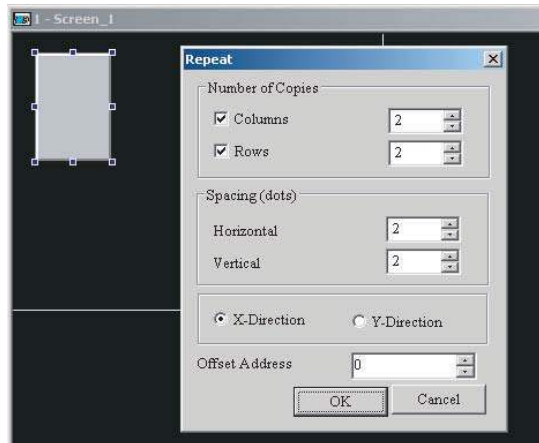 1 - Screen_1
Repeat
Number of Copies
Columns 2
Rows 2
Spacing (dots)
Horizontal 2
Vertical 2
X-Direction Y-Direction
Offset Address 0
OK Cancel